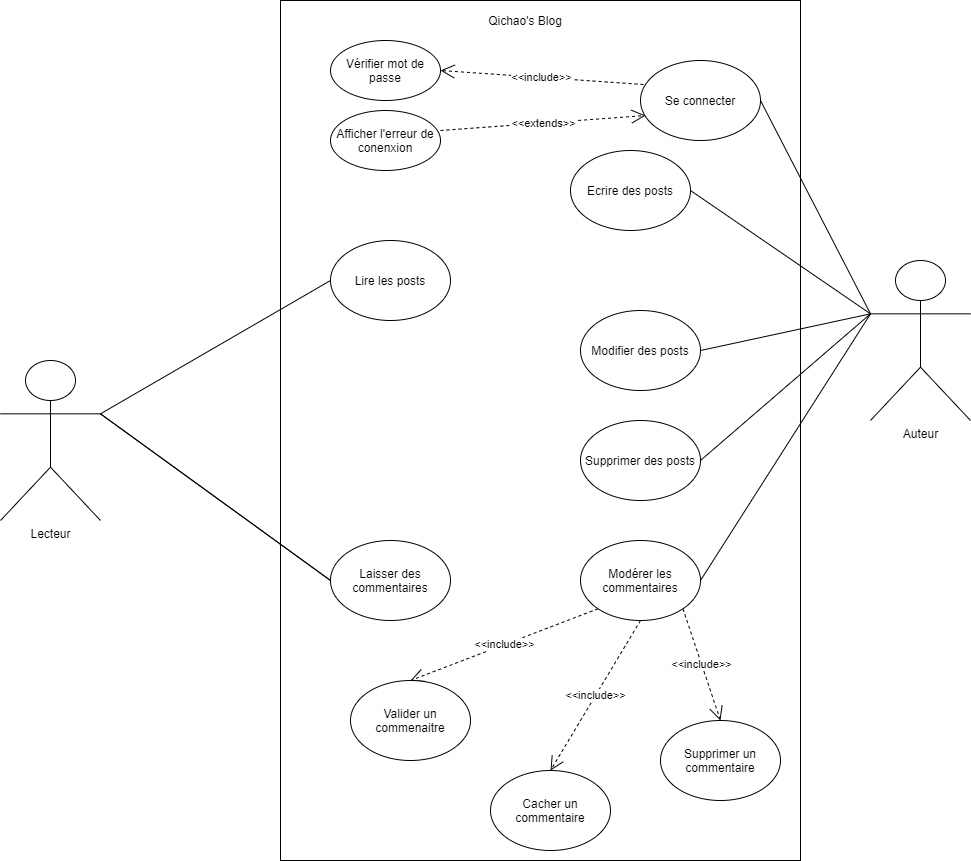 Qichao's Blog
Vérifier mot de
passe
<<include>>
Se connecter
Afficher l'erreur de
conenxion
<<extends>>
Ecrire des posts
Lire les posts
Modifier des posts
Auteur
Supprimer des posts
Lecteur
Laisser des
commentaires
Modérer les
commentaires
<<include>>
<<include>>
<<include>>
Valider un
commenaitre
Supprimer un
commentaire
Cacher un
commentaire